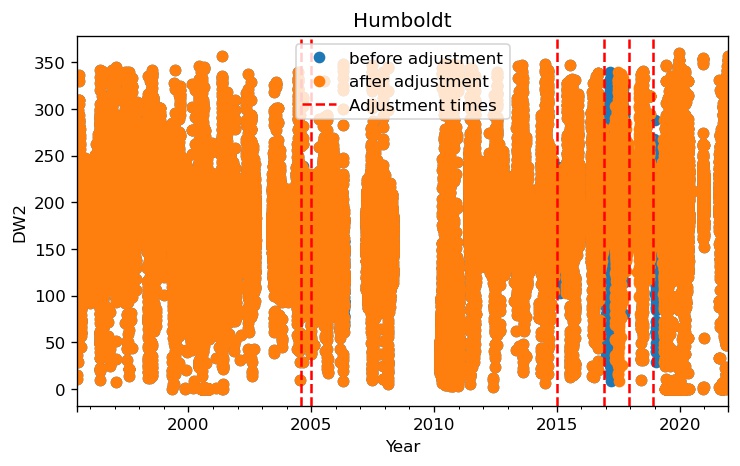 Humboldt
before adjustment
after adjustment
Adjustment times
DW2
350
300
250
200
150
100
50
0
2000
2005
2010
2015
2020
Year